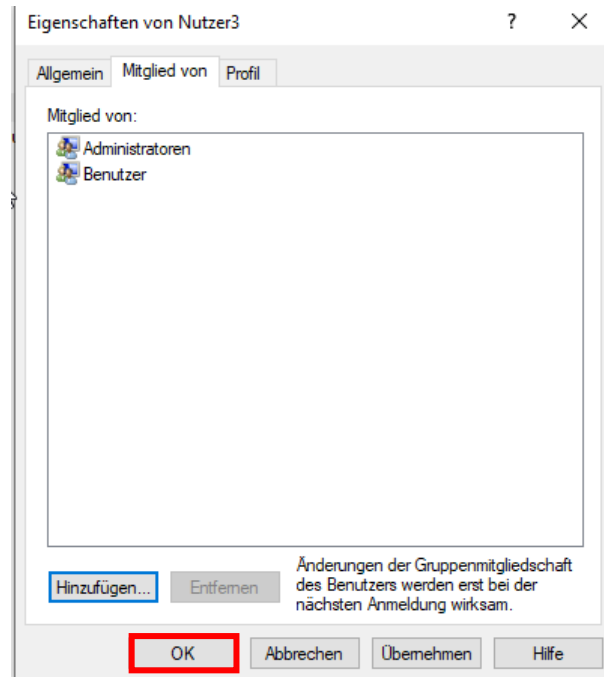 Eigenschaften von Nutzer3
Allgemein Mitglied von Profil
Mitglied von:
Administratoren
Benutzer
Änderungen der Gruppenmitgliedschaft
des Benutzers werden erst bei der
nächsten Anmeldung wirksam.
Hinzufügen... Entfernen
OK Abbrechen Übernehmen Hilfe